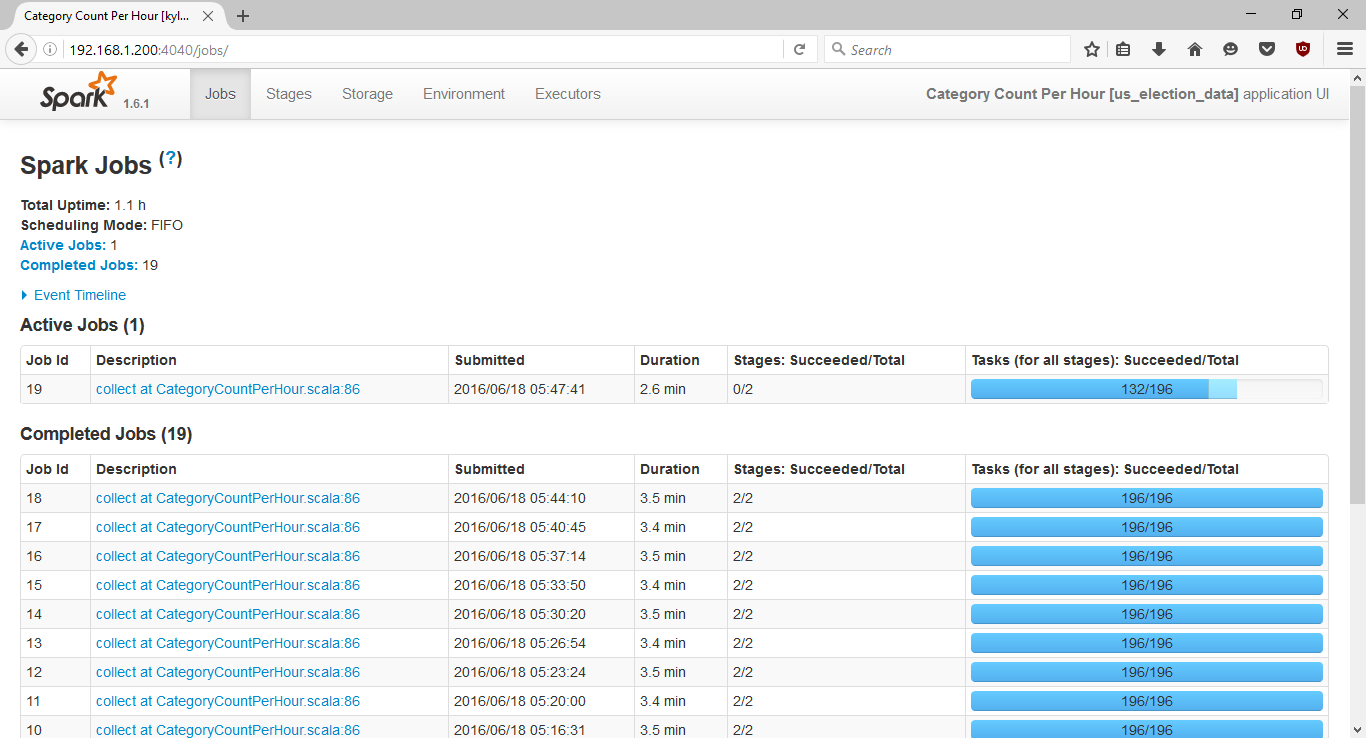 Category Count Per Hour [kyl...
192.168.1.200:4040/jobs/
Search
Spark 1.6.1 Jobs Stages Storage Environment Executors Category Count Per Hour [us_election_data] application UI
Spark Jobs (?)
Total Uptime: 1.1 h
Scheduling Mode: FIFO
Active Jobs: 1
Completed Jobs: 19
Event Timeline
Active Jobs (1)
Job Id Description Submitted Duration Stages: Succeeded/Total Tasks (for all stages): Succeeded/Total
19 collect at CategoryCountPerHour.scala:86 2016/06/18 05:47:41 2.6 min 0/2 132/196
Completed Jobs (19)
Job Id Description Submitted Duration Stages: Succeeded/Total Tasks (for all stages): Succeeded/Total
18 collect at CategoryCountPerHour.scala:86 2016/06/18 05:44:10 3.5 min 2/2 196/196
17 collect at CategoryCountPerHour.scala:86 2016/06/18 05:40:45 3.4 min 2/2 196/196
16 collect at CategoryCountPerHour.scala:86 2016/06/18 05:37:14 3.5 min 2/2 196/196
15 collect at CategoryCountPerHour.scala:86 2016/06/18 05:33:50 3.4 min 2/2 196/196
14 collect at CategoryCountPerHour.scala:86 2016/06/18 05:30:20 3.5 min 2/2 196/196
13 collect at CategoryCountPerHour.scala:86 2016/06/18 05:26:54 3.4 min 2/2 196/196
12 collect at CategoryCountPerHour.scala:86 2016/06/18 05:23:24 3.5 min 2/2 196/196
11 collect at CategoryCountPerHour.scala:86 2016/06/18 05:20:00 3.4 min 2/2 196/196
10 collect at CategoryCountPerHour.scala:86 2016/06/18 05:16:31 3.5 min 2/2 196/196